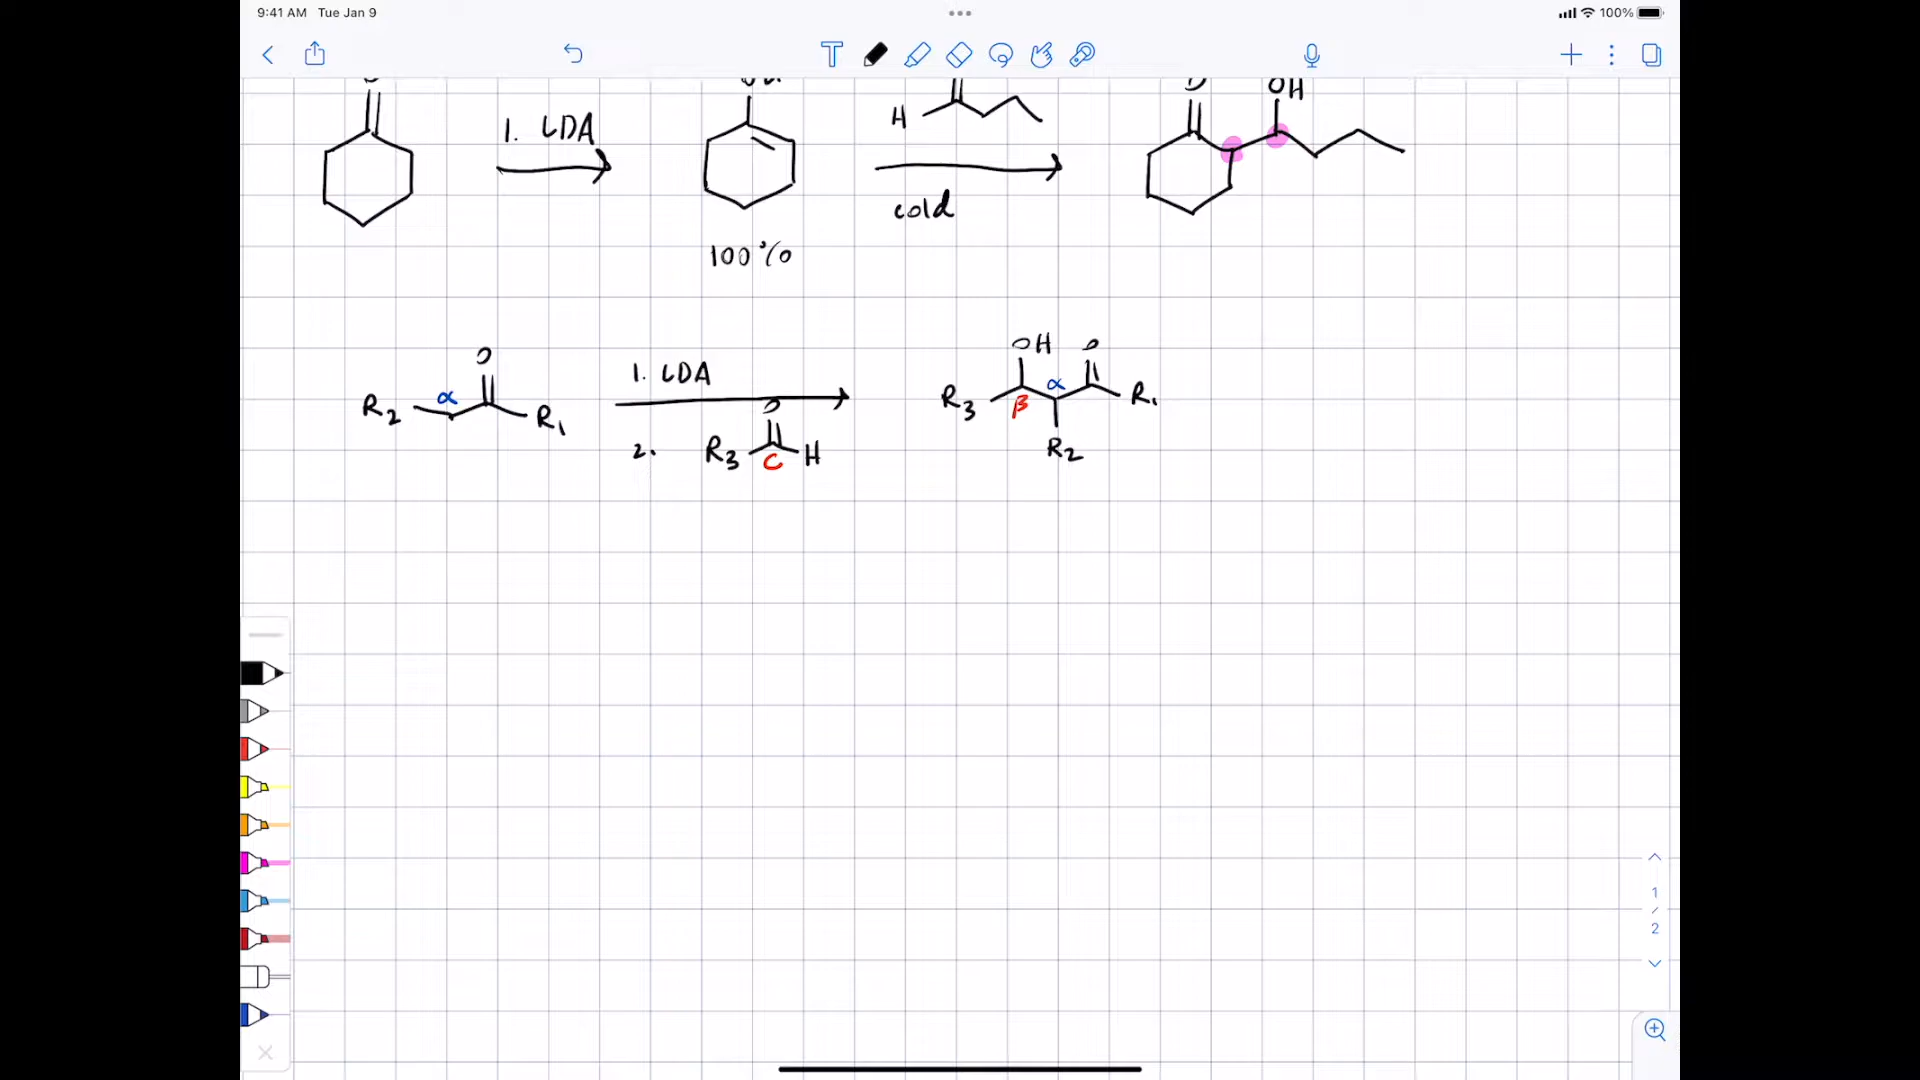 9:41 AM Tue Jan 9
100%
T
H
OH
1. LDA
cold
100%
O
R2 α R1
1. LDA
O
2. R3 C H
OH O
R3 β α R1
R2
1
/
2